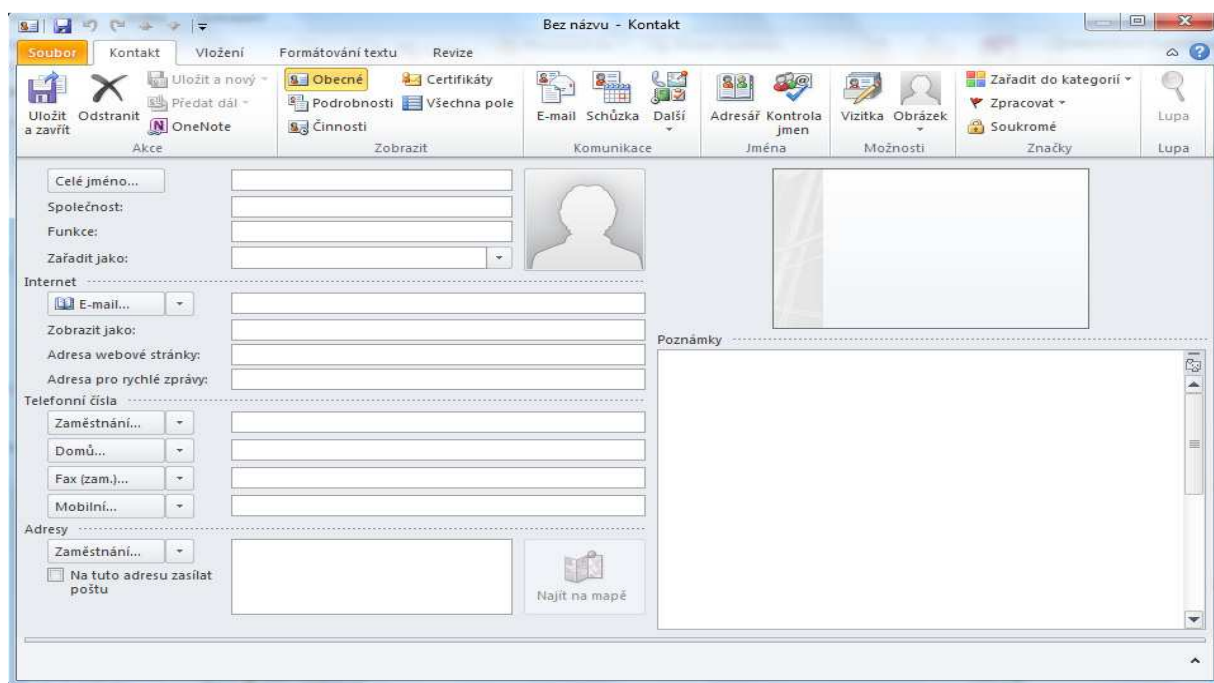 Bez názvu - Kontakt
Soubor Kontakt Vložení Formátování textu Revize
Uložit a zavřít
Odstranit
Uložit a nový
Předat dál
OneNote
Akce
Obecné
Podrobnosti
Činnosti
Certifikáty
Všechna pole
Zobrazit
E-mail Schůzka Další
Komunikace
Adresář Kontrola jmen
Jména
Vizitka Obrázek
Možnosti
Zařadit do kategorií
Zpracovat
Soukromé
Značky
Lupa
Lupa
Celé jméno...
Společnost:
Funkce:
Zařadit jako:
Internet
E-mail...
Zobrazit jako:
Adresa webové stránky:
Adresa pro rychlé zprávy:
Telefonní čísla
Zaměstnání...
Domů...
Fax (zam.)...
Mobilní...
Adresy
Zaměstnání...
Na tuto adresu zasílat
poštu
Najít na mapě
Poznámky